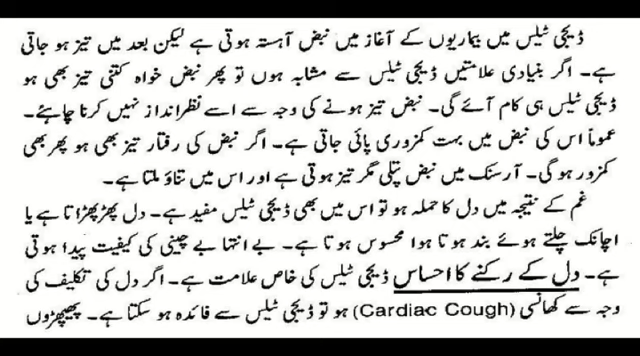 ڈیجی ٹیلس میں بیماریوں کے آغاز میں نبض آہستہ ہوتی ہے لیکن بعد میں تیز ہو جاتی
ہے۔ اگر بنیادی علامتیں ڈیجی ٹیلس سے مشابہ ہوں تو پھر نبض خواہ کتنی تیز بھی ہو
ڈیجی ٹیلس ہی کام آئے گی۔ نبض تیز ہونے کی وجہ سے اسے نظرانداز نہیں کرنا چاہئے۔
عموماً اس کی نبض میں بہت کمزوری پائی جاتی ہے۔ اگر نبض کی رفتار تیز بھی ہو پھر بھی
کمزور ہوگی۔ آرسنک میں نبض پتلی مگر تیز ہوتی ہے اور اس میں تناؤ ملتا ہے۔
غم کے نتیجہ میں دل کا حملہ ہو تو اس میں بھی ڈیجی ٹیلس مفید ہے۔ دل پھڑپھڑاتا ہے یا
اچانک چلتے ہوئے بند ہوتا ہوا محسوس ہوتا ہے۔ بے انتہا بے چینی کی کیفیت پیدا ہوتی
ہے۔ دل کے رکنے کا احساس ڈیجی ٹیلس کی خاص علامت ہے۔ اگر دل کی تکلیف کی
وجہ سے کھانسی (Cardiac Cough) ہو تو ڈیجی ٹیلس سے فائدہ ہو سکتا ہے۔ پھیپھڑوں